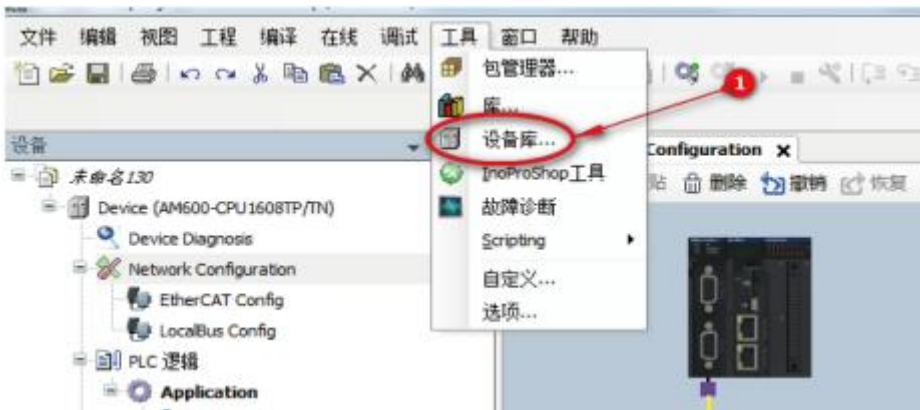 文件 编辑 视图 工程 编译 在线 调试 工具 窗口 帮助
包管理器...
库...
1
设备库...
设备
Configuration X
InoProShop工具
贴 删除 撤销 恢复
未命名130
故障诊断
Device (AM600-CPU1608TP/TN)
Scripting
Device Diagnosis
Network Configuration
自定义...
EtherCAT Config
选项...
LocalBus Config
PLC 逻辑
Application